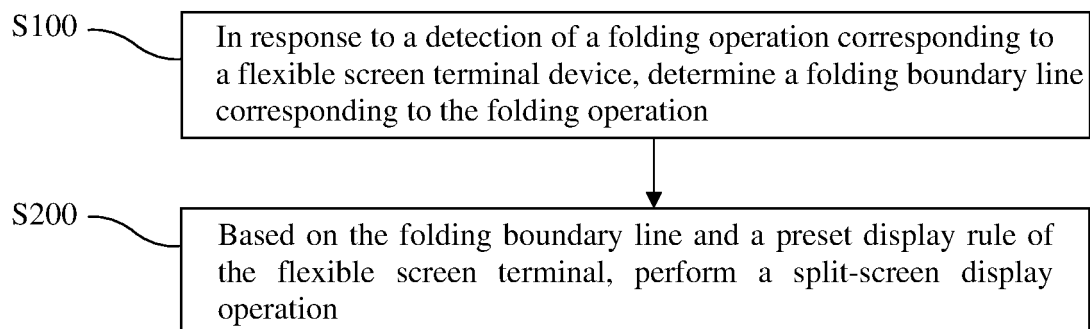 S100
In response to a detection of a folding operation corresponding to
a flexible screen terminal device, determine a folding boundary line
corresponding to the folding operation
S200
Based on the folding boundary line and a preset display rule of
the flexible screen terminal, perform a split-screen display
operation